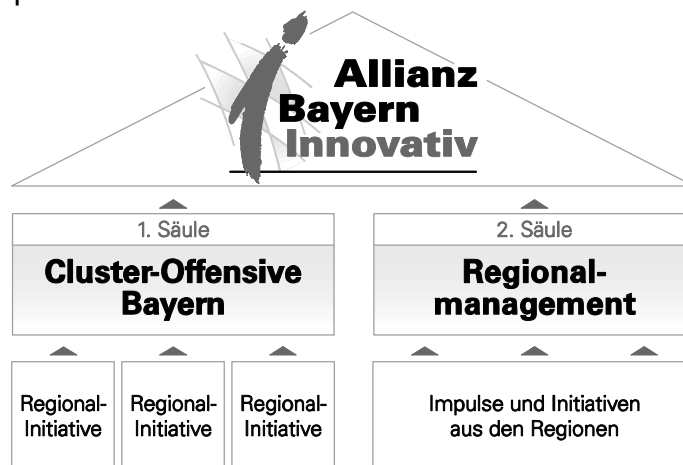 Allianz
Bayern
Innovativ
1. Säule
2. Säule
Cluster-Offensive
Bayern
Regional-
management
Regional-
Initiative
Regional-
Initiative
Regional-
Initiative
Impulse und Initiativen
aus den Regionen